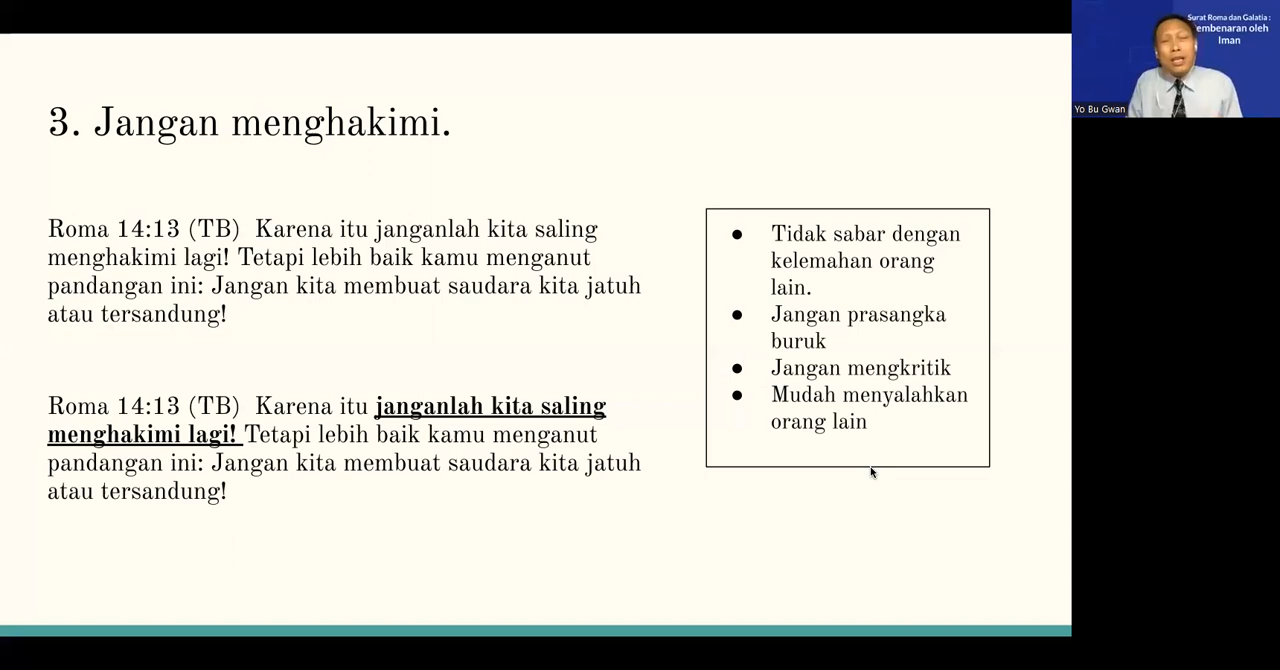 3. Jangan menghakimi.
Roma 14:13 (TB)  Karena itu janganlah kita saling
menghakimi lagi! Tetapi lebih baik kamu menganut
pandangan ini: Jangan kita membuat saudara kita jatuh
atau tersandung!
Roma 14:13 (TB)  Karena itu janganlah kita saling
menghakimi lagi! Tetapi lebih baik kamu menganut
pandangan ini: Jangan kita membuat saudara kita jatuh
atau tersandung!
● Tidak sabar dengan
kelemahan orang
lain.
● Jangan prasangka
buruk
● Jangan mengkritik
● Mudah menyalahkan
orang lain
Surat Roma dan Galatia :
embenaran oleh
Iman
Yo Bu Gwan